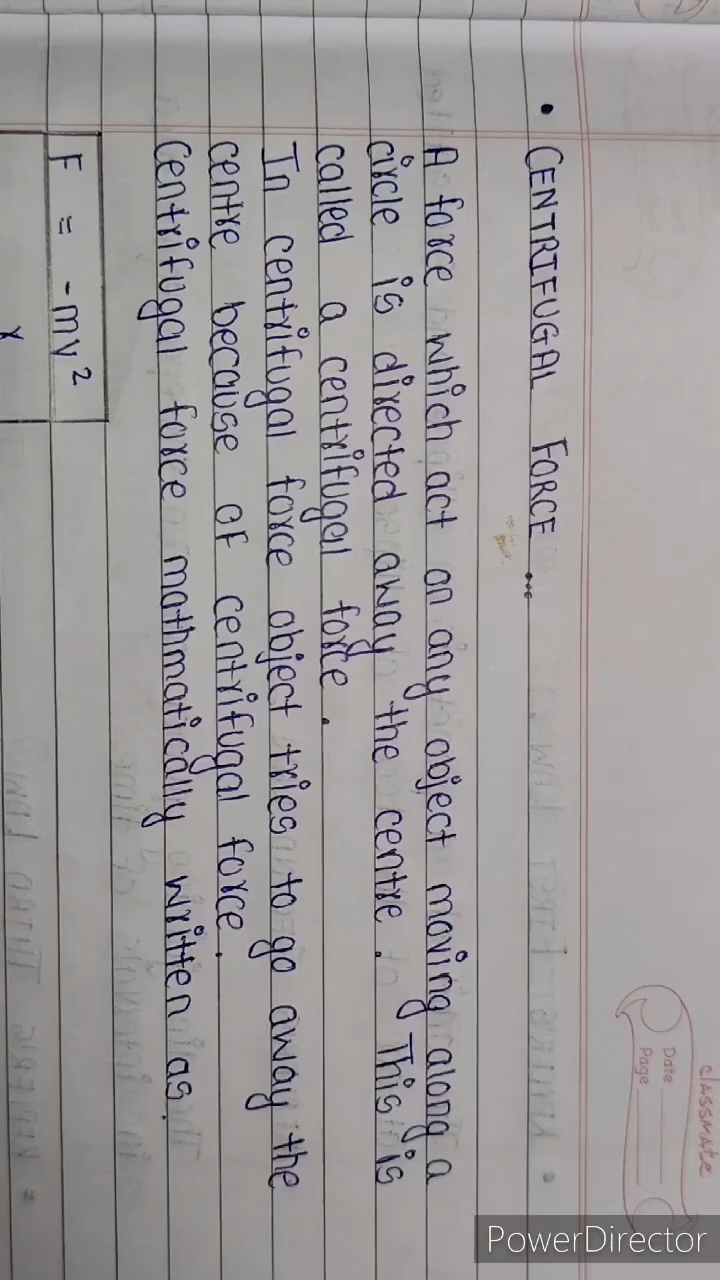 classmate
Date
Page
• CENTRIFUGAL FORCE ...
A force which act on any object moving along a
circle is directed away the centre. This is
called a centrifugal force.
In centrifugal force object tries to go away the
centre because of centrifugal force.
Centrifugal force mathmatically written as.
F = -mv²
r
PowerDirector